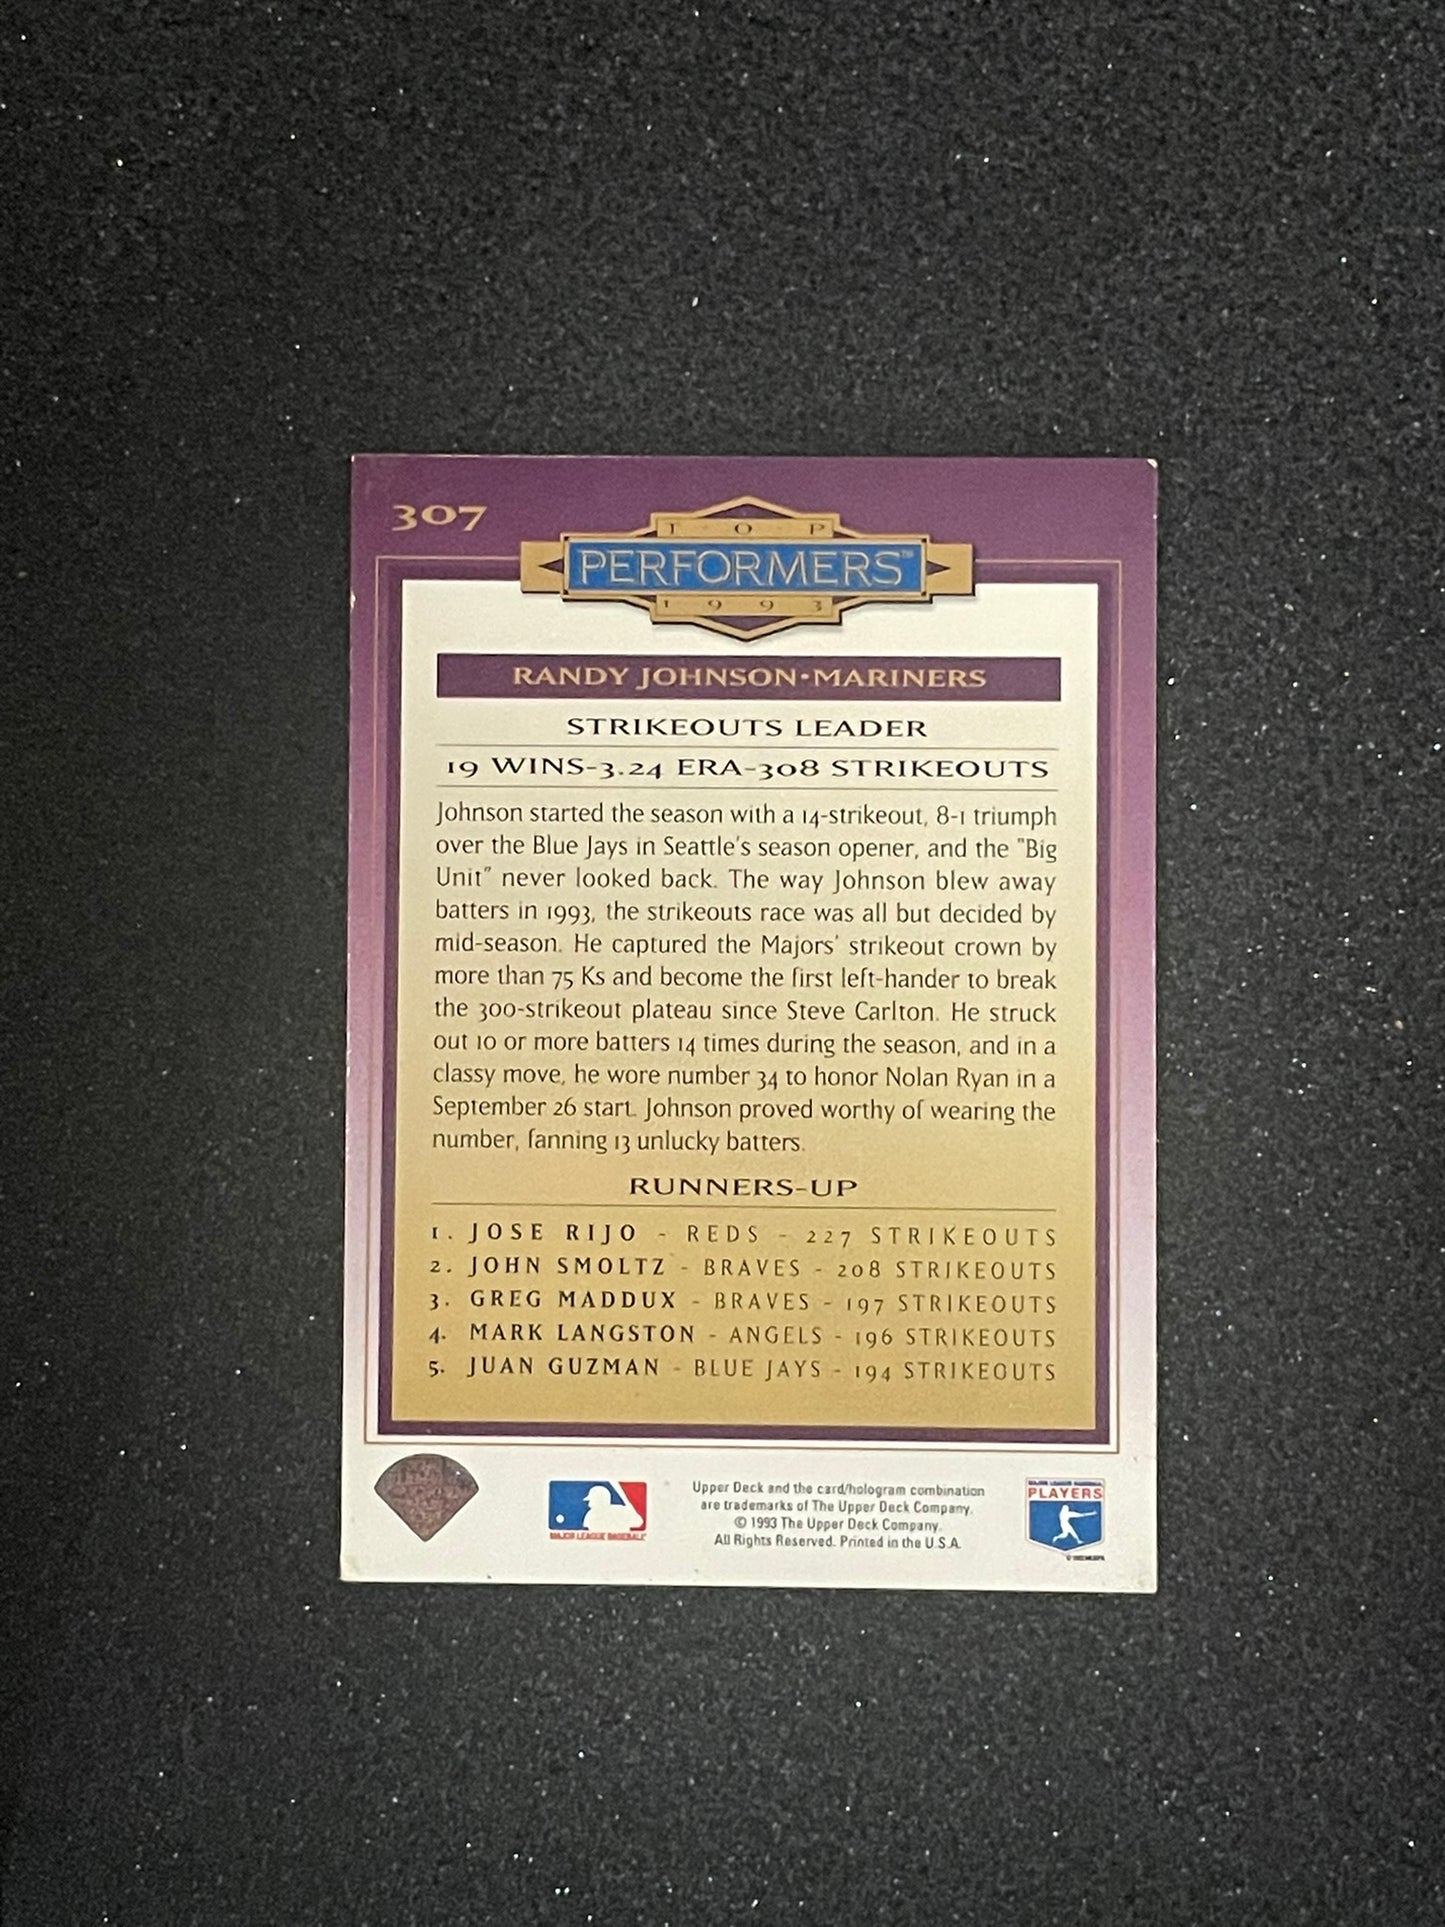 307
TOP
PERFORMERS™
1993
RANDY JOHNSON•MARINERS
STRIKEOUTS LEADER
19 WINS-3.24 ERA-308 STRIKEOUTS
Johnson started the season with a 14-strikeout, 8-1 triumph
over the Blue Jays in Seattle's season opener, and the "Big
Unit" never looked back. The way Johnson blew away
batters in 1993, the strikeouts race was all but decided by
mid-season. He captured the Majors' strikeout crown by
more than 75 Ks and become the first left-hander to break
the 300-strikeout plateau since Steve Carlton. He struck
out 10 or more batters 14 times during the season, and in a
classy move, he wore number 34 to honor Nolan Ryan in a
September 26 start. Johnson proved worthy of wearing the
number, fanning 13 unlucky batters.
RUNNERS-UP
1. JOSE RIJO - REDS - 227 STRIKEOUTS
2. JOHN SMOLTZ - BRAVES - 208 STRIKEOUTS
3. GREG MADDUX - BRAVES - 197 STRIKEOUTS
4. MARK LANGSTON - ANGELS - 196 STRIKEOUTS
5. JUAN GUZMAN - BLUE JAYS - 194 STRIKEOUTS
MAJOR LEAGUE BASEBALL
Upper Deck and the card/hologram combination
are trademarks of The Upper Deck Company.
© 1993 The Upper Deck Company.
All Rights Reserved. Printed in the U.S.A.
MAJOR LEAGUE BASEBALL
PLAYERS